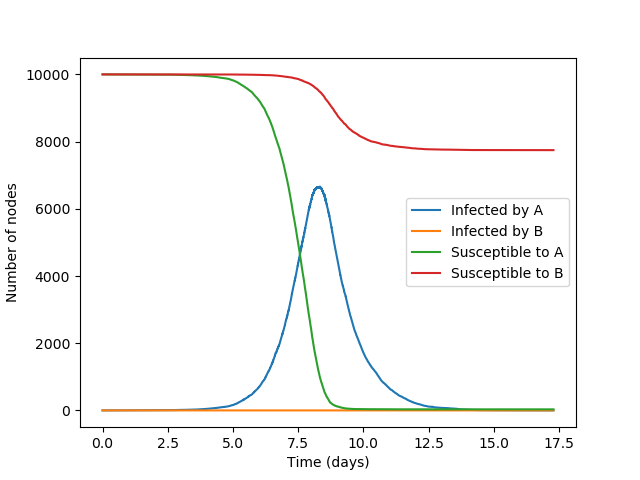 Number of nodes
10000
8000
6000
4000
2000
0
Infected by A
Infected by B
Susceptible to A
Susceptible to B
0.0 2.5 5.0 7.5 10.0 12.5 15.0 17.5
Time (days)